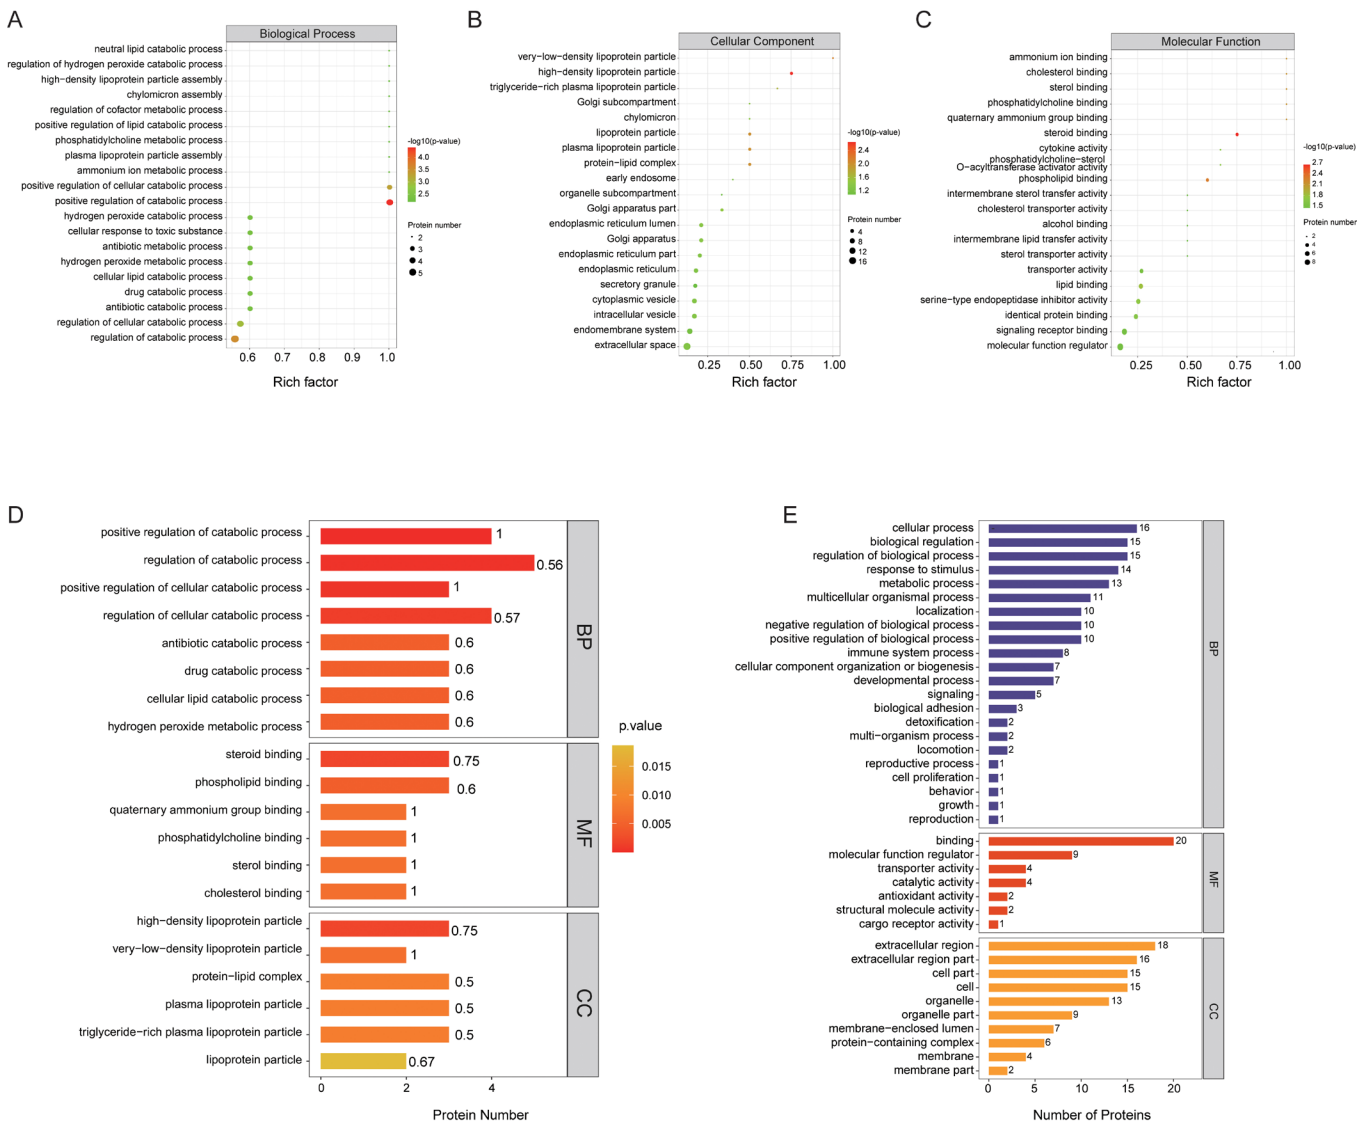 A
Biological Process
neutral lipid catabolic process
regulation of hydrogen peroxide catabolic process
high−density lipoprotein particle assembly
chylomicron assembly
regulation of cofactor metabolic process
positive regulation of lipid catabolic process
phosphatidylcholine metabolic process
plasma lipoprotein particle assembly
ammonium ion metabolic process
positive regulation of cellular catabolic process
positive regulation of catabolic process
hydrogen peroxide catabolic process
cellular response to toxic substance
antibiotic metabolic process
hydrogen peroxide metabolic process
cellular lipid catabolic process
drug catabolic process
antibiotic catabolic process
regulation of cellular catabolic process
regulation of catabolic process
0.6 0.7 0.8 0.9 1.0
Rich factor
-log10(p-value)
4.0
3.5
3.0
2.5
Protein number
2
3
4
5
B
Cellular Component
very−low−density lipoprotein particle
high−density lipoprotein particle
triglyceride−rich plasma lipoprotein particle
Golgi subcompartment
chylomicron
lipoprotein particle
plasma lipoprotein particle
protein−lipid complex
early endosome
organelle subcompartment
Golgi apparatus part
endoplasmic reticulum lumen
Golgi apparatus
endoplasmic reticulum part
endoplasmic reticulum
secretory granule
cytoplasmic vesicle
intracellular vesicle
endomembrane system
extracellular space
0.25 0.50 0.75 1.00
Rich factor
-log10(p−value)
2.4
2.0
1.6
1.2
Protein number
4
8
12
16
C
Molecular Function
ammonium ion binding
cholesterol binding
sterol binding
phosphatidylcholine binding
quaternary ammonium group binding
steroid binding
cytokine activity
phosphatidylcholine−sterol
O−acyltransferase activator activity
phospholipid binding
intermembrane sterol transfer activity
cholesterol transporter activity
alcohol binding
intermembrane lipid transfer activity
sterol transporter activity
transporter activity
lipid binding
serine−type endopeptidase inhibitor activity
identical protein binding
signaling receptor binding
molecular function regulator
0.25 0.50 0.75 1.00
Rich factor
−log10(p−value)
2.7
2.4
2.1
1.8
1.5
Protein number
2
4
6
8
D
positive regulation of catabolic process 1
regulation of catabolic process 0.56
positive regulation of cellular catabolic process 1
regulation of cellular catabolic process 0.57
antibiotic catabolic process 0.6
drug catabolic process 0.6
cellular lipid catabolic process 0.6
hydrogen peroxide metabolic process 0.6
BP
steroid binding 0.75
phospholipid binding 0.6
quaternary ammonium group binding 1
phosphatidylcholine binding 1
sterol binding 1
cholesterol binding 1
MF
high−density lipoprotein particle 0.75
very−low−density lipoprotein particle 1
protein−lipid complex 0.5
plasma lipoprotein particle 0.5
triglyceride−rich plasma lipoprotein particle 0.5
lipoprotein particle 0.67
CC
0 2 4
Protein Number
p.value
0.015
0.010
0.005
E
cellular process 16
biological regulation 15
regulation of biological process 15
response to stimulus 14
metabolic process 13
multicellular organismal process 11
localization 10
negative regulation of biological process 10
positive regulation of biological process 10
immune system process 8
cellular component organization or biogenesis 7
developmental process 7
signaling 5
biological adhesion 3
detoxification 2
multi−organism process 2
locomotion 2
reproductive process 1
cell proliferation 1
behavior 1
growth 1
reproduction 1
BP
binding 20
molecular function regulator 9
transporter activity 4
catalytic activity 4
antioxidant activity 2
structural molecule activity 2
cargo receptor activity 1
MF
extracellular region 18
extracellular region part 16
cell part 15
cell 15
organelle 13
organelle part 9
membrane−enclosed lumen 7
protein−containing complex 6
membrane 4
membrane part 2
CC
0 5 10 15 20
Number of Proteins